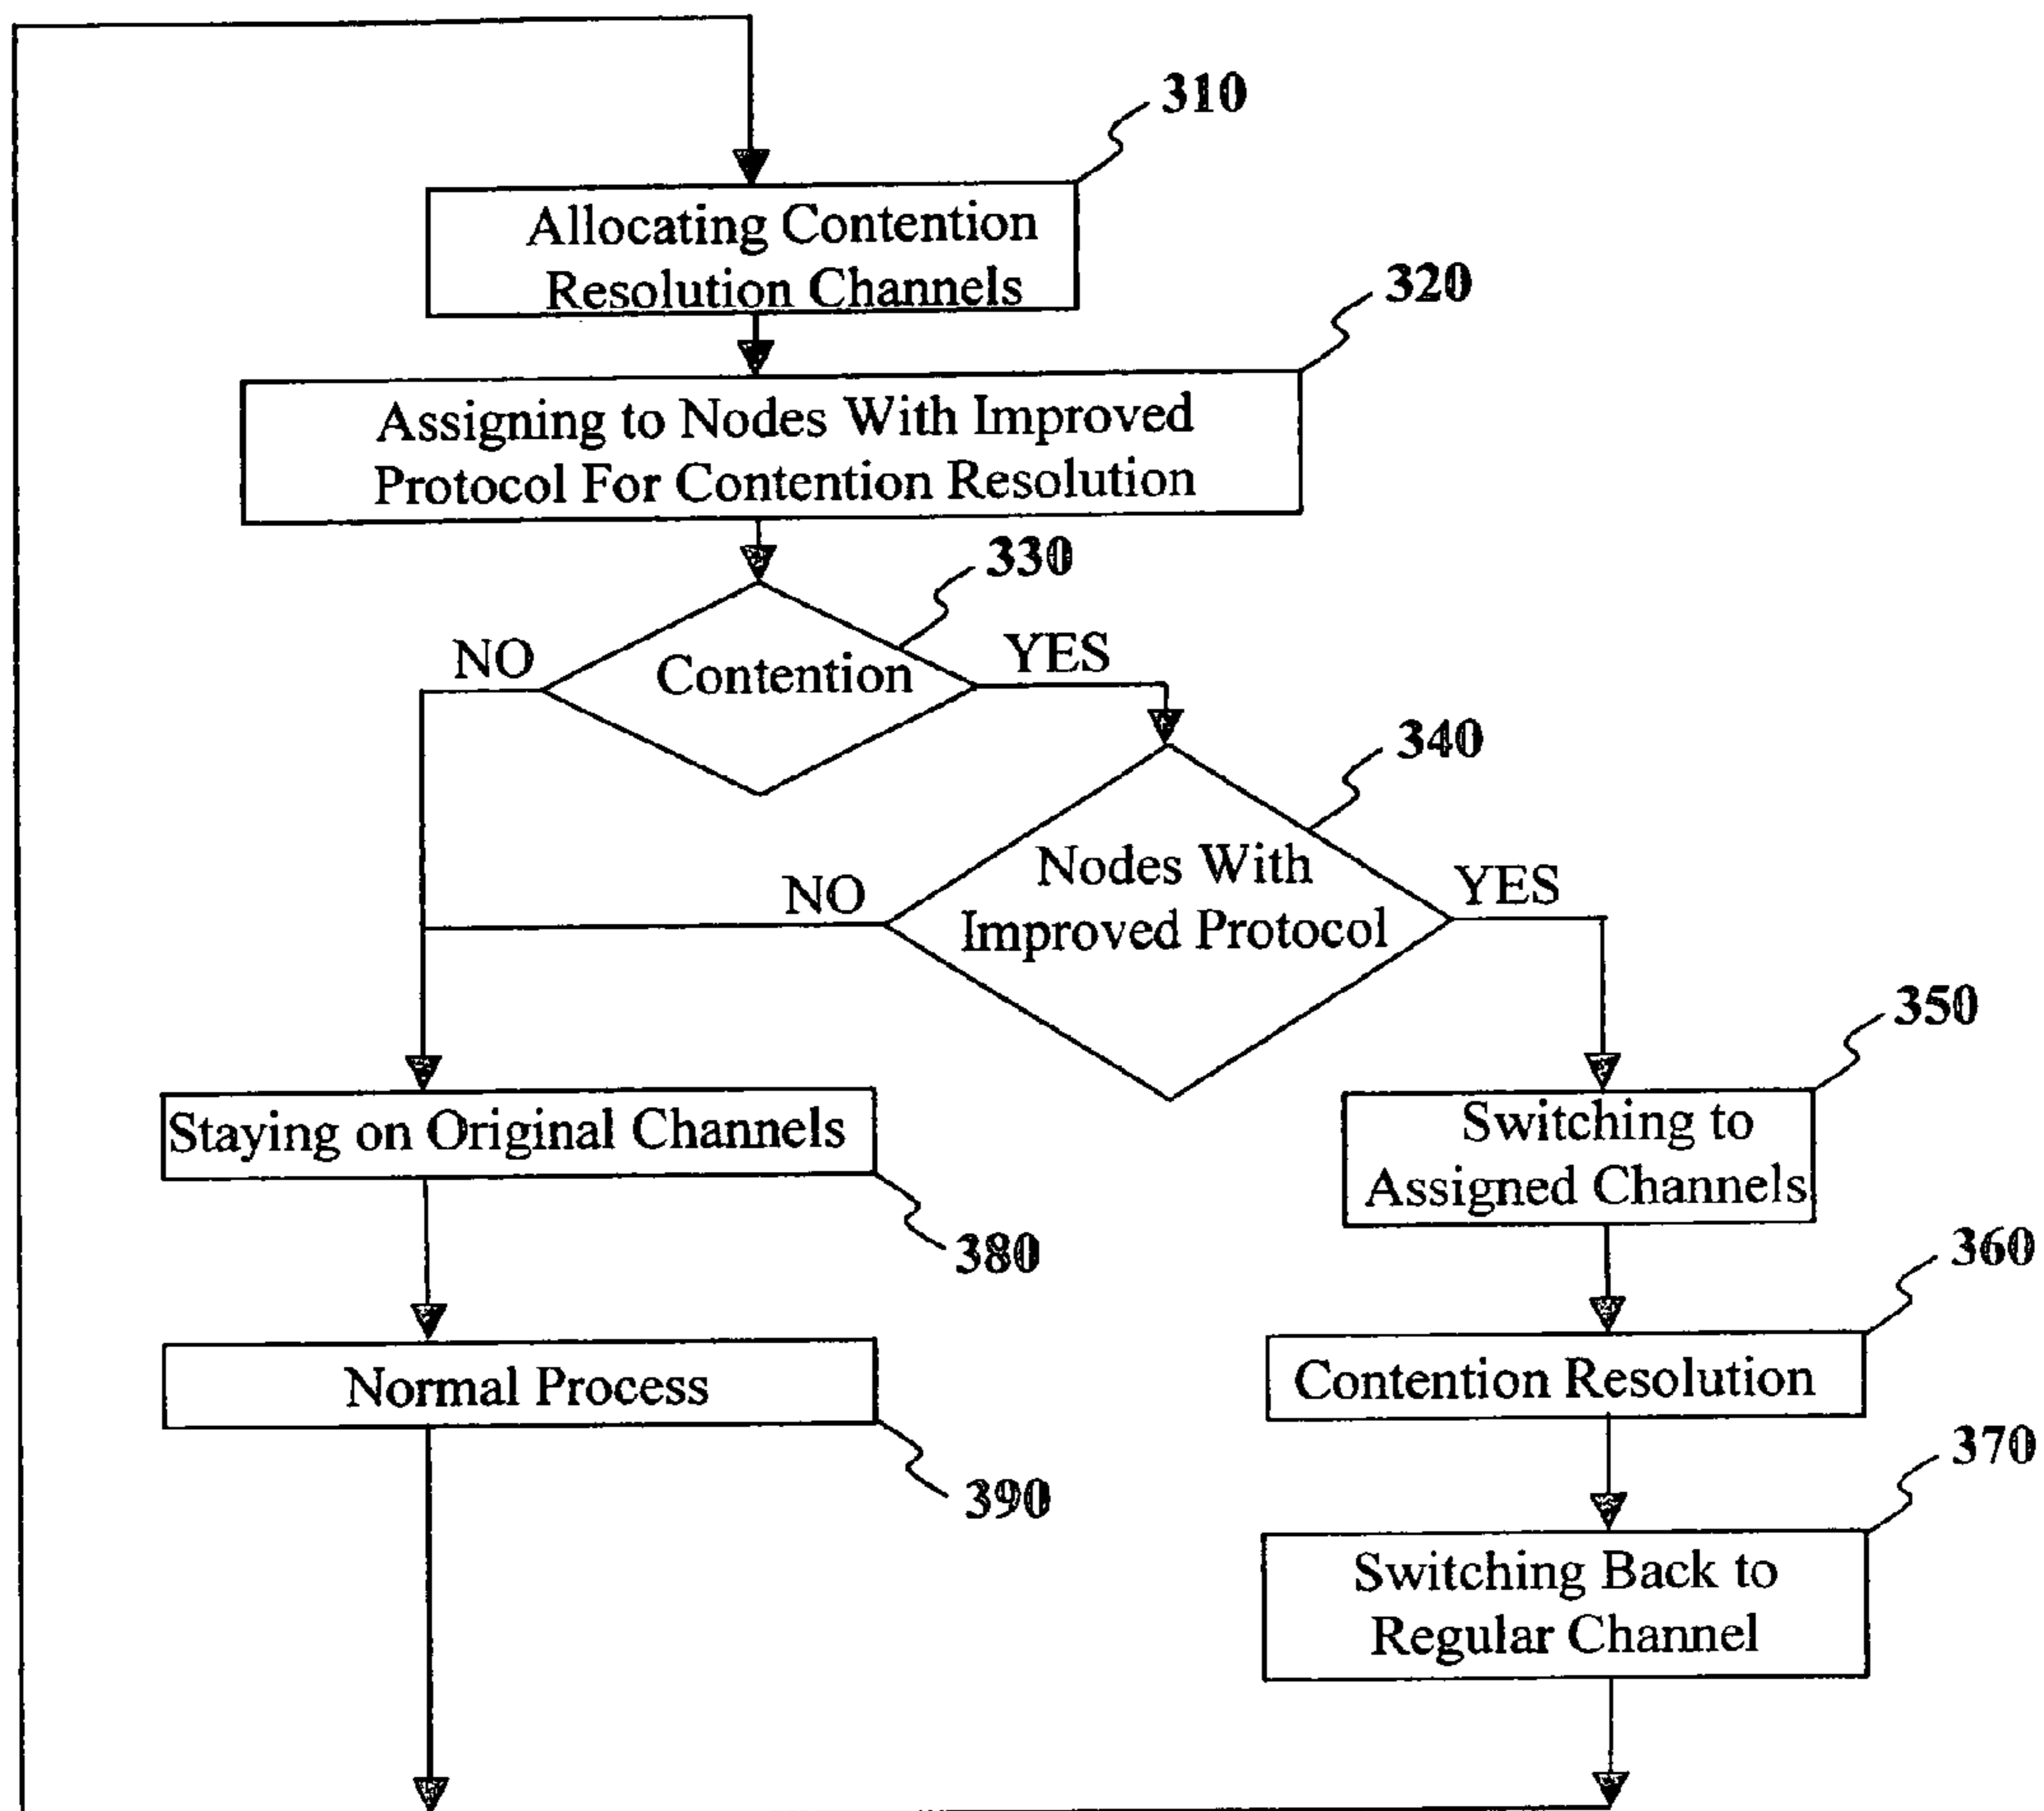 310
Allocating Contention
Resolution Channels
320
Assigning to Nodes With Improved
Protocol For Contention Resolution
330
NO
Contention
YES
340
Nodes With
Improved Protocol
NO
YES
350
Staying on Original Channels
Switching to
Assigned Channels
380
360
Normal Process
Contention Resolution
390
370
Switching Back to
Regular Channel